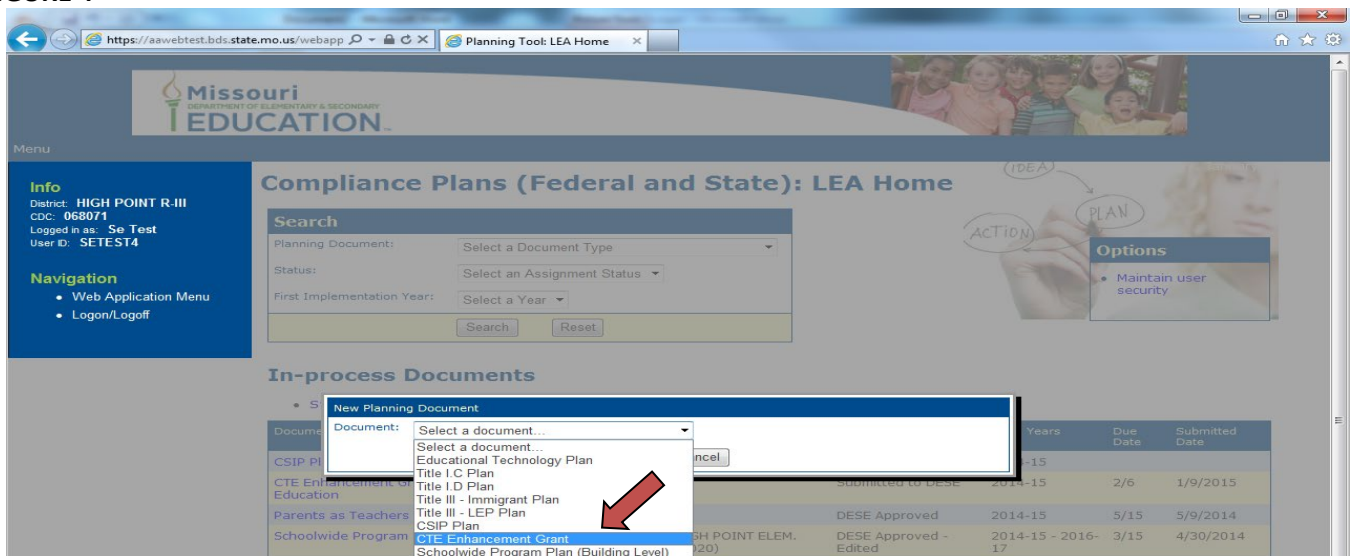 https://aawebtest.bds.state.mo.us/webapp
Planning Tool: LEA Home
Missouri
DEPARTMENT OF ELEMENTARY & SECONDARY
EDUCATION
Menu
Info
District: HIGH POINT R-III
CDC: 068071
Logged in as: Se Test
User ID: SETEST4
Navigation
• Web Application Menu
• Logon/Logoff
Compliance Plans (Federal and State): LEA Home
Search
Planning Document: Select a Document Type
Status: Select an Assignment Status
First Implementation Year: Select a Year
Search Reset
(IDEA)
PLAN
ACTION
Options
• Maintain user
security
In-process Documents
New Planning Document
Document: Select a document...
Select a document...
Educational Technology Plan
Title I.C Plan
Title I.D Plan
Title III - Immigrant Plan
Title III - LEP Plan
CSIP Plan
CTE Enhancement Grant
Schoolwide Program Plan (Building Level)
Years Due Date Submitted Date
CTE Enhancement
Education Submitted to DESE 2014-15 2/6 1/9/2015
Parents as Teachers DESE Approved 2014-15 5/15 5/9/2014
Schoolwide Program POINT ELEM. DESE Approved - Edited 2014-15 - 2016-17 3/15 4/30/2014